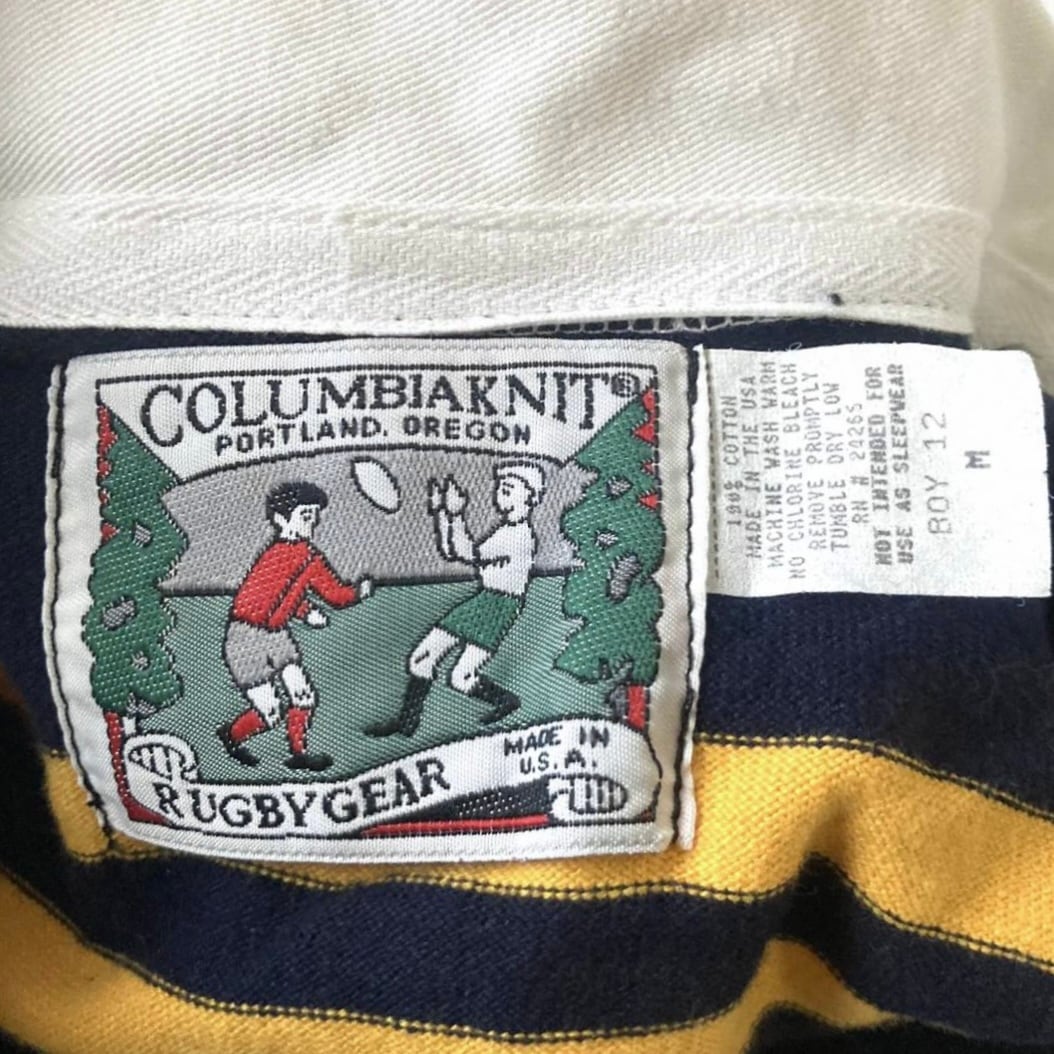 COLUMBIAKNIT®
PORTLAND, OREGON
MADE IN
U.S.A.
RUGBYGEAR
100% COTTON
MADE IN THE USA
MACHINE WASH WARM
NO CHLORINE BLEACH
REMOVE PROMPTLY
TUMBLE DRY LOW
RN # 24265
NOT INTENDED FOR
USE AS SLEEPWEAR
BOY 12
M